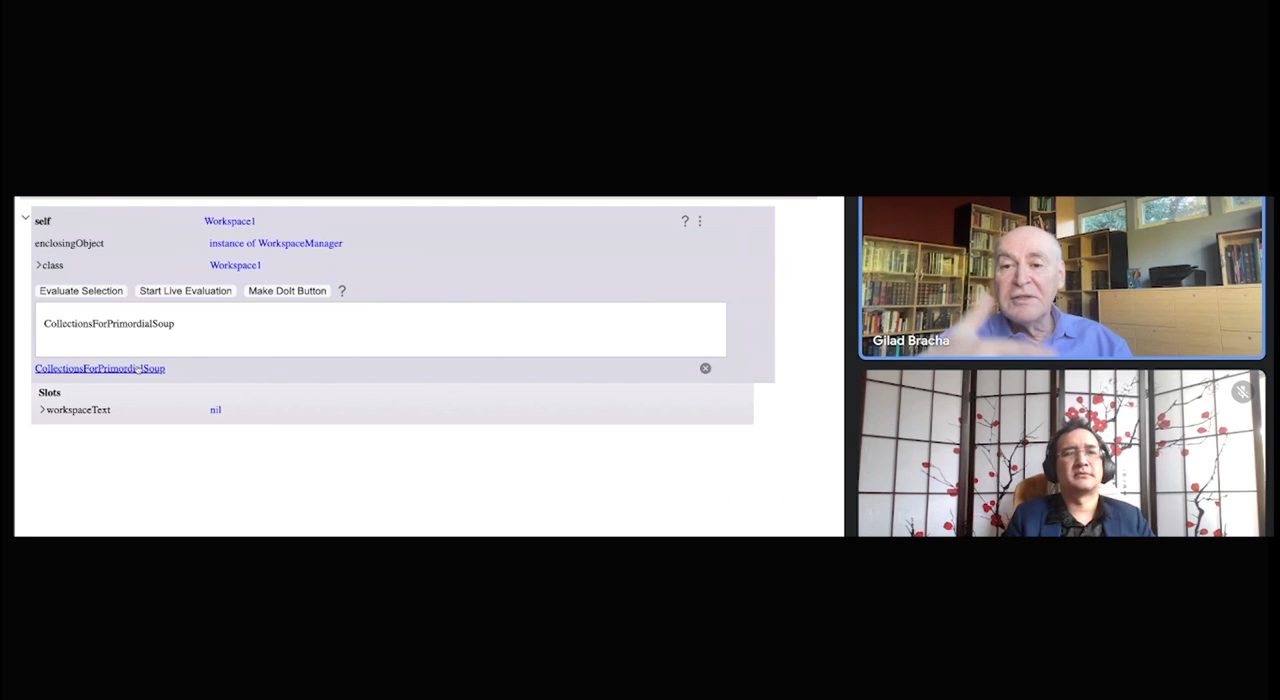 self Workspace1 ? ⋮
enclosingObject instance of WorkspaceManager
class Workspace1
Evaluate Selection Start Live Evaluation Make DoIt Button ?
CollectionsForPrimordialSoup
CollectionsForPrimordialSoup
Slots
workspaceText nil
Gilad Bracha